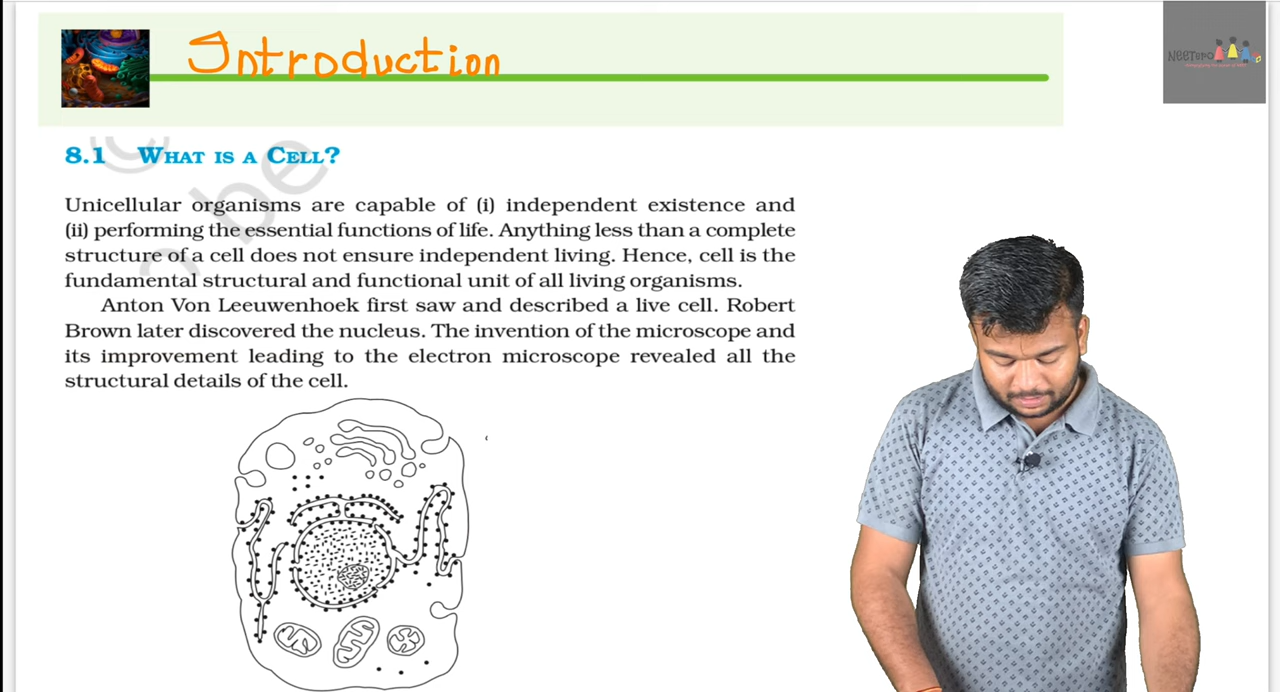 Introduction
NEETopo
8.1 WHAT IS A CELL?
Unicellular organisms are capable of (i) independent existence and
(ii) performing the essential functions of life. Anything less than a complete
structure of a cell does not ensure independent living. Hence, cell is the
fundamental structural and functional unit of all living organisms.
Anton Von Leeuwenhoek first saw and described a live cell. Robert
Brown later discovered the nucleus. The invention of the microscope and
its improvement leading to the electron microscope revealed all the
structural details of the cell.